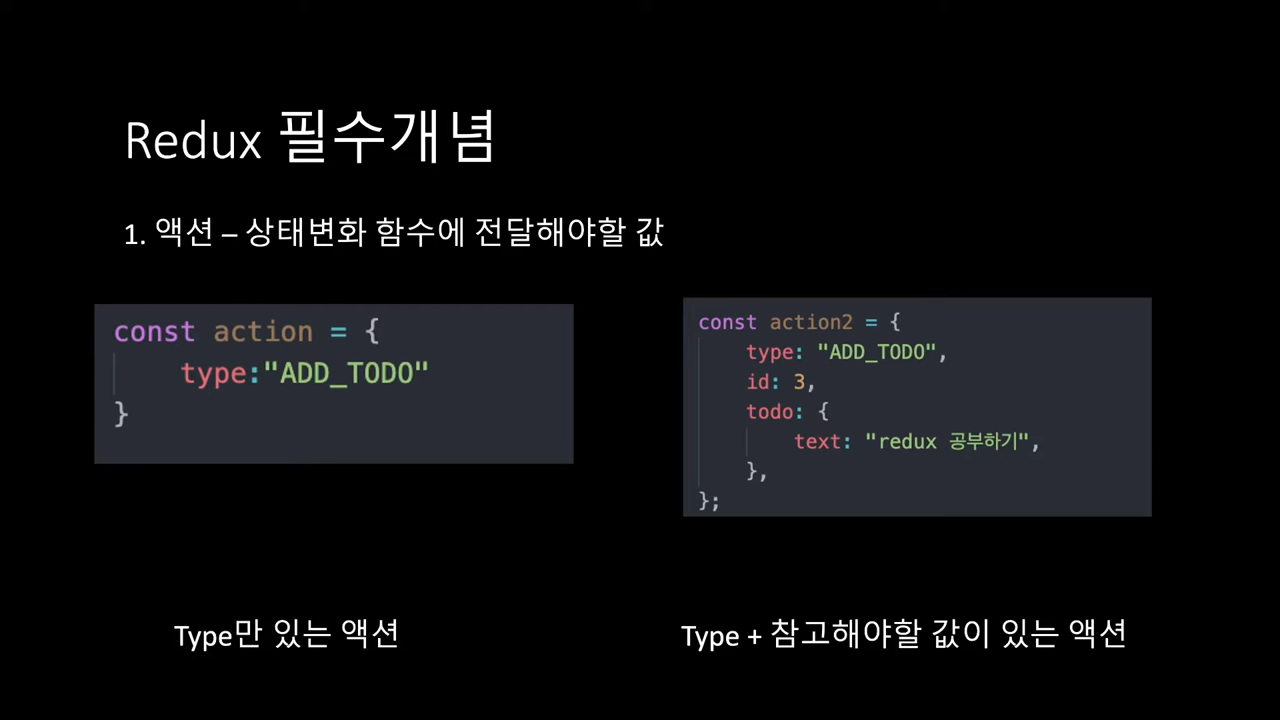 Redux 필수개념
1. 액션 – 상태변화 함수에 전달해야할 값
const action = {
type:"ADD_TODO"
}
const action2 = {
type: "ADD_TODO",
id: 3,
todo: {
text: "redux 공부하기",
},
};
Type만 있는 액션
Type + 참고해야할 값이 있는 액션